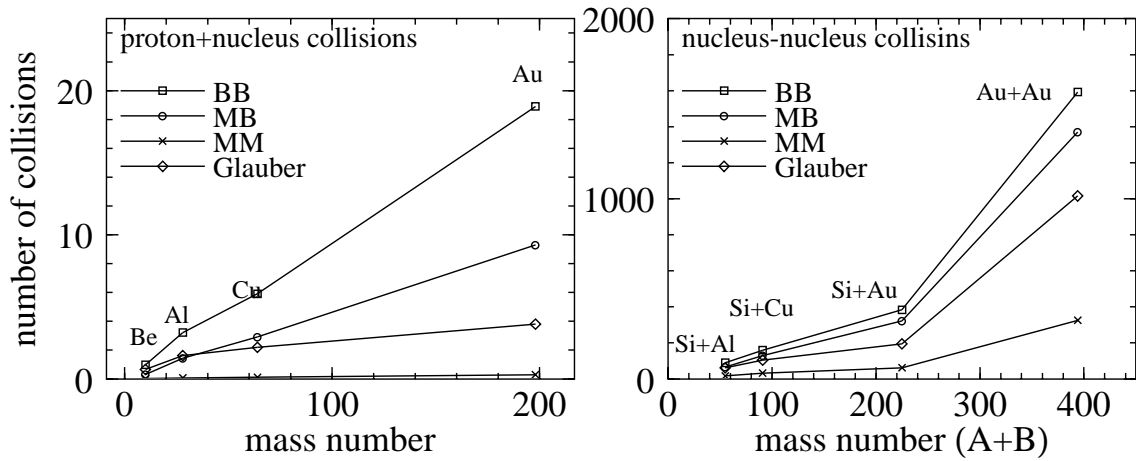 proton+nucleus collisions
BB
MB
MM
Glauber
Be
Al
Cu
Au
20
10
0
number of collisions
0
100
200
mass number
nucleus-nucleus collisins
BB
MB
MM
Glauber
Si+Al
Si+Cu
Si+Au
Au+Au
2000
1000
0
0
100
200
300
400
mass number (A+B)